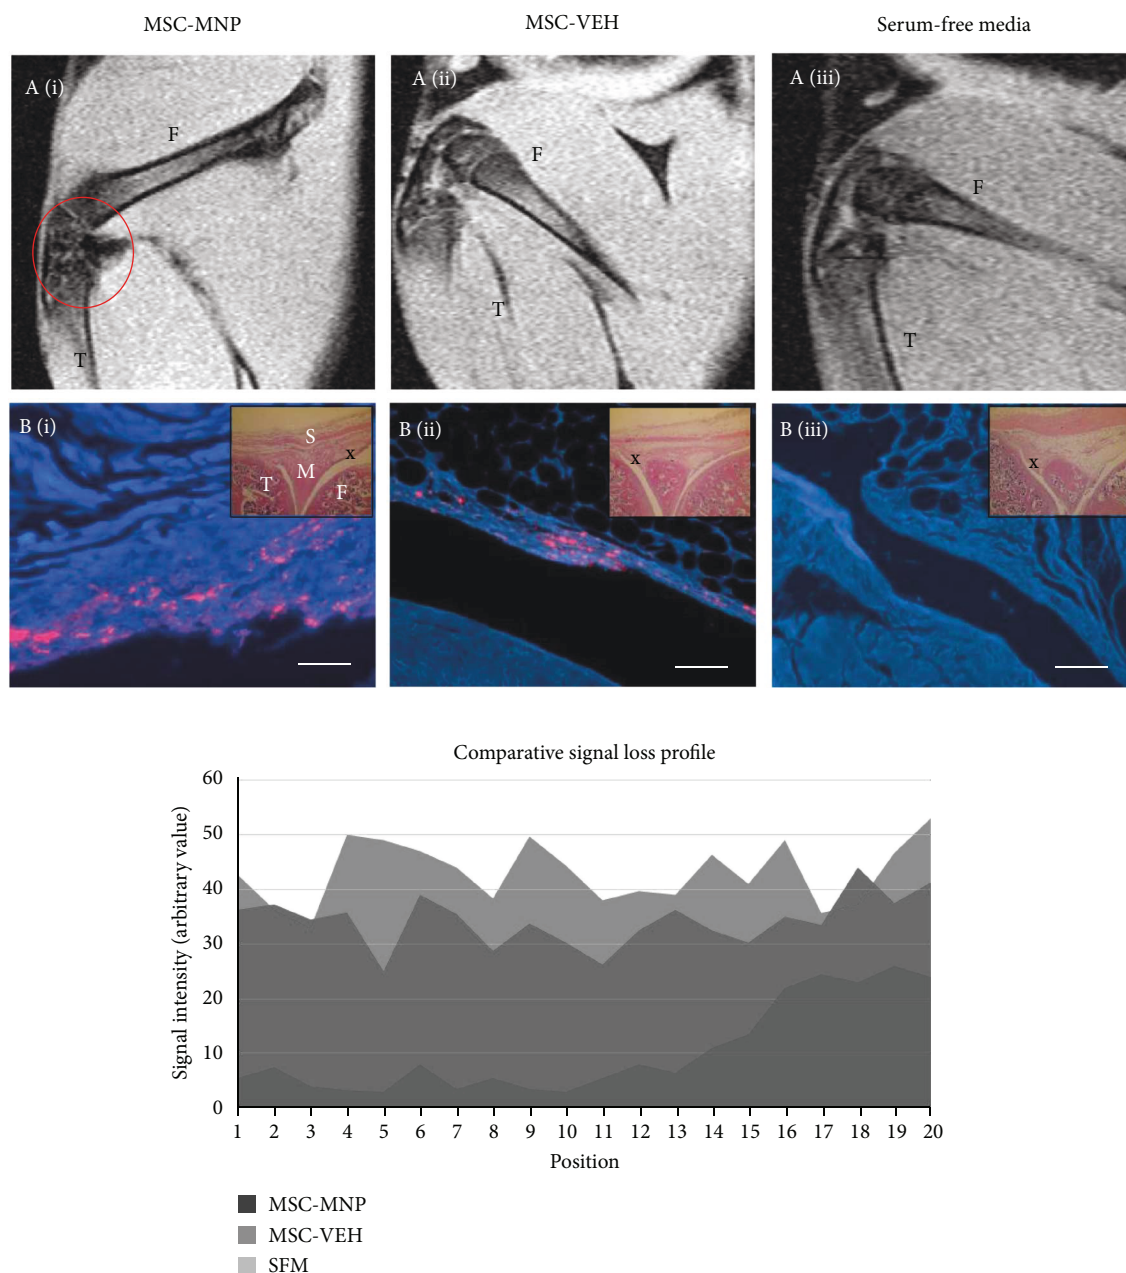 MSC-MNP
MSC-VEH
Serum-free media
A (i)
F
T
A (ii)
F
T
A (iii)
F
T
B (i)
S
x
M
T
F
B (ii)
x
B (iii)
x
Comparative signal loss profile
Signal intensity (arbitrary value)
60
50
40
30
20
10
0
1 2 3 4 5 6 7 8 9 10 11 12 13 14 15 16 17 18 19 20
Position
MSC-MNP
MSC-VEH
SFM